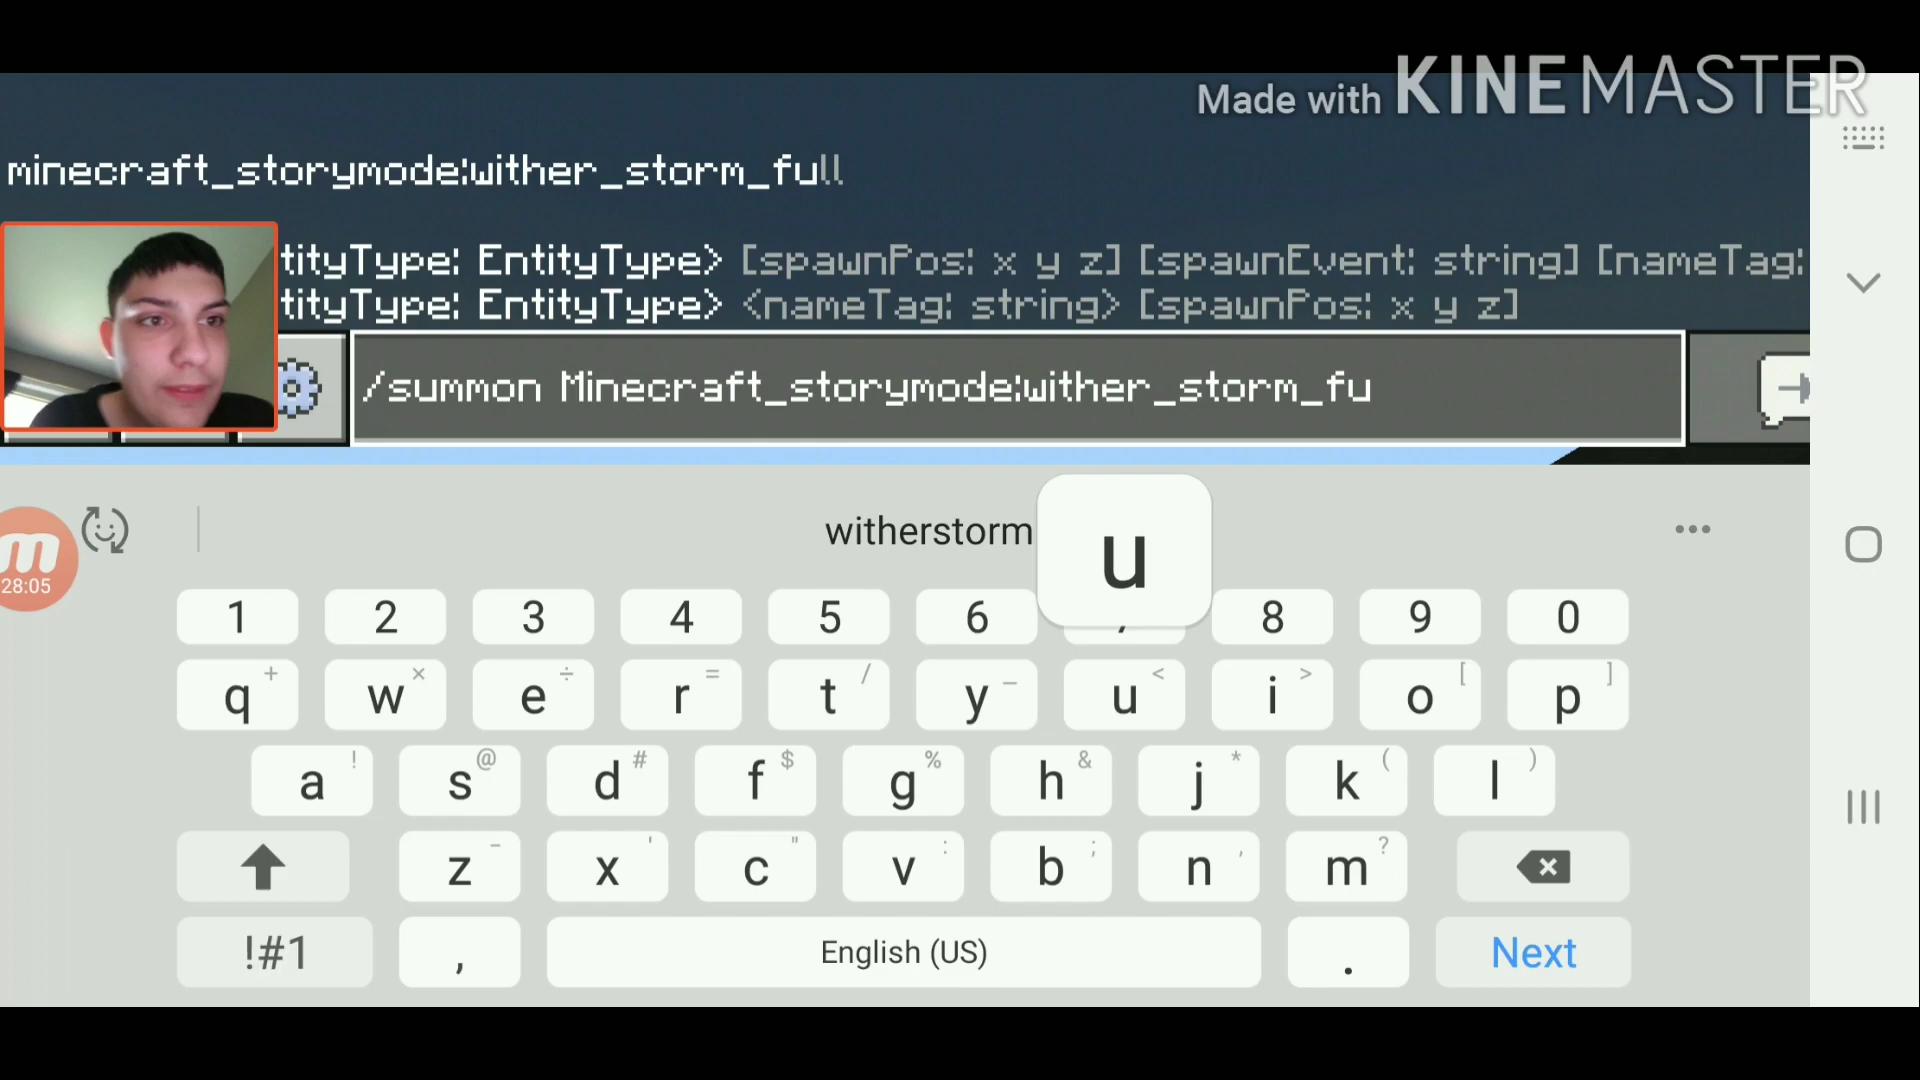 Made with KINEMASTER
minecraft_storymode:wither_storm_full
tityType: EntityType> [spawnPos: x y z] [spawnEvent: string] [nameTag:
tityType: EntityType> <nameTag: string> [spawnPos: x y z]
/summon Minecraft_storymode:wither_storm_fu
witherstorm
u
28:05
1 2 3 4 5 6 8 9 0
q + w × e ÷ r = t / y _ u < i > o [ p ]
a ! s @ d # f $ g % h & j * k ( l )
z - x ' c " v : b ; n , m ?
!#1 , English (US) . Next